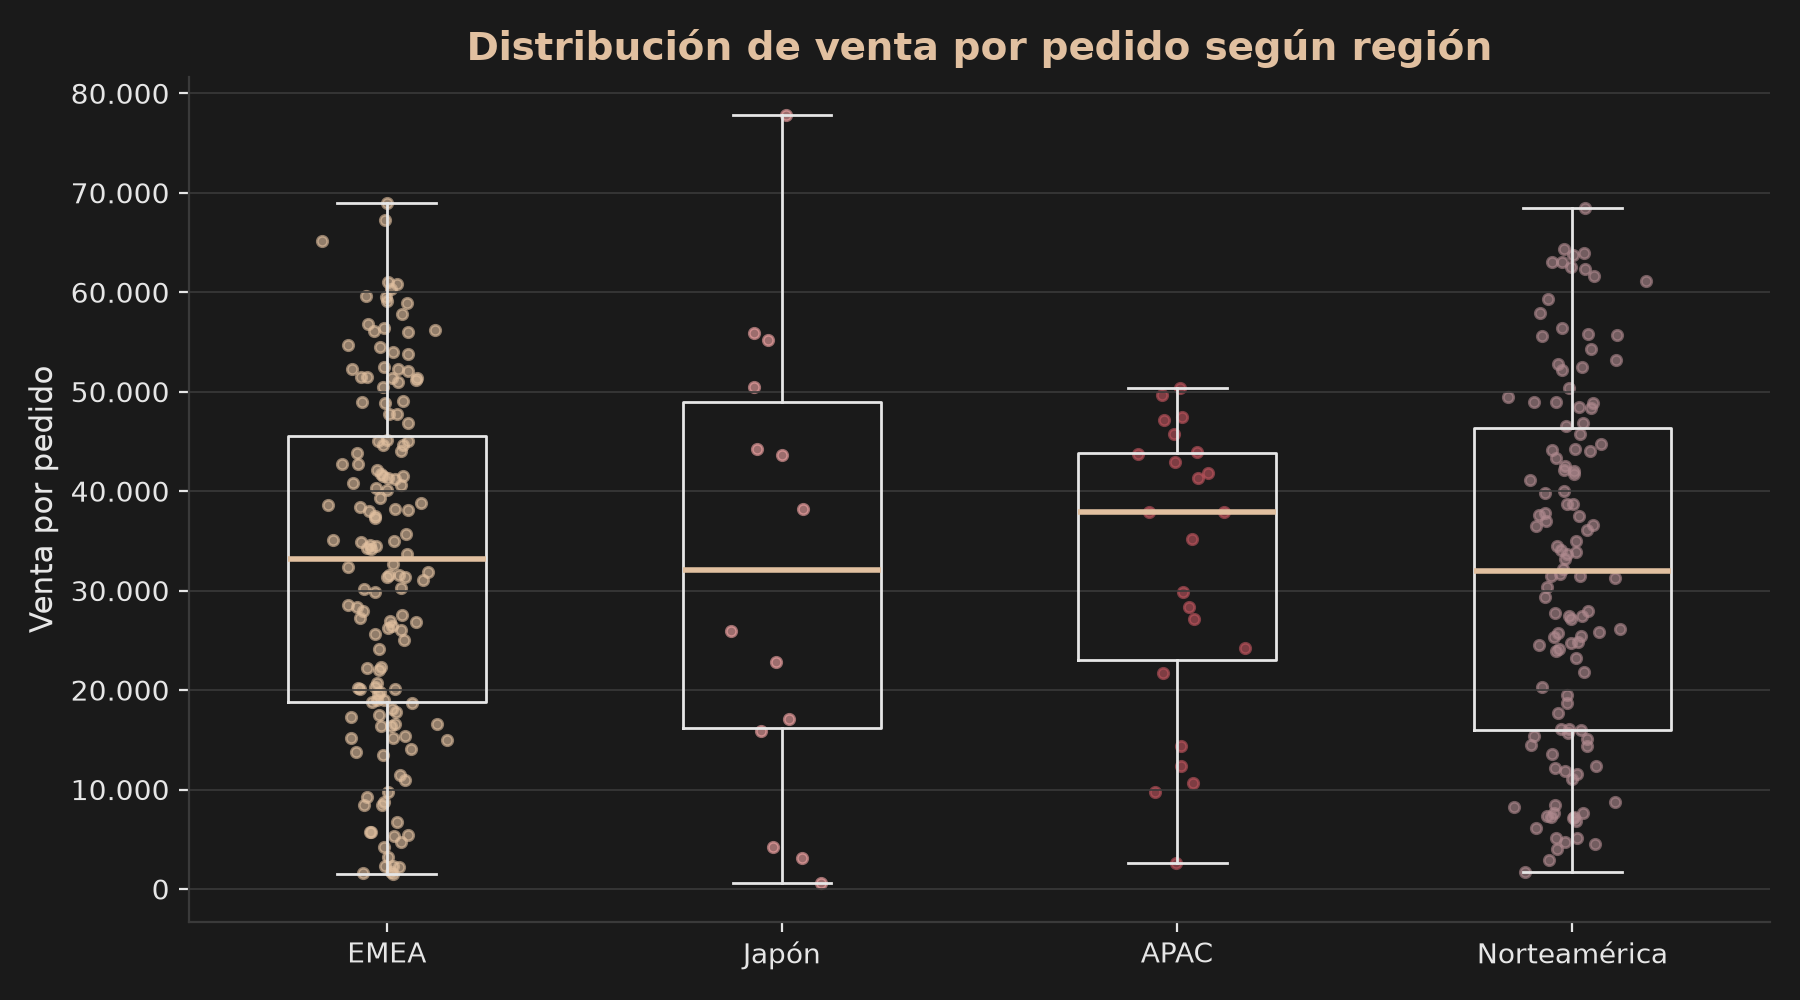 Distribución de venta por pedido según región
Venta por pedido
80.000
70.000
60.000
50.000
40.000
30.000
20.000
10.000
0
EMEA
Japón
APAC
Norteamérica